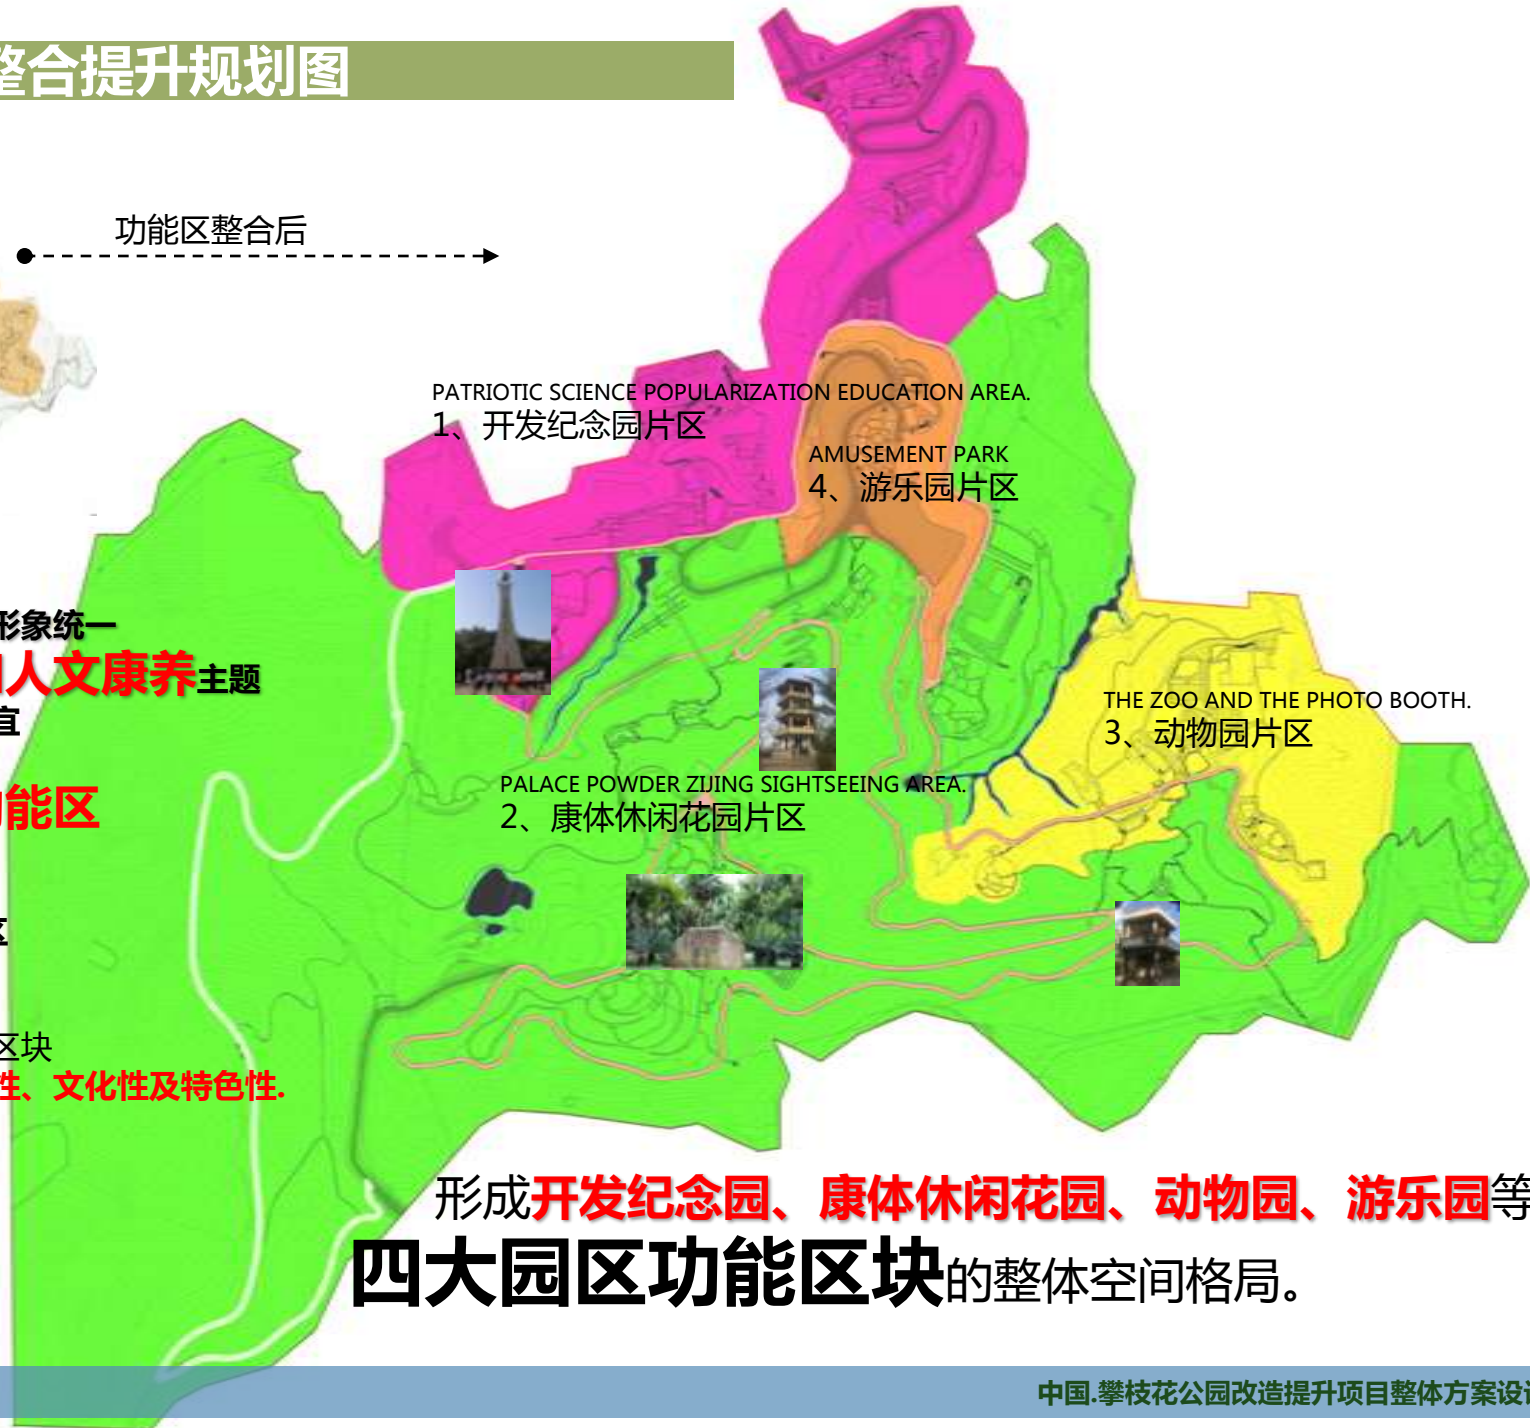 整合提升规划图
功能区整合后
PATRIOTIC SCIENCE POPULARIZATION EDUCATION AREA.
1、开发纪念园片区
AMUSEMENT PARK
4、游乐园片区
形象统一
人文康养主题
宜
THE ZOO AND THE PHOTO BOOTH.
3、动物园片区
PALACE POWDER ZIJING SIGHTSEEING AREA.
2、康体休闲花园片区
功能区
区
区块
性、文化性及特色性.
形成开发纪念园、康体休闲花园、动物园、游乐园等
四大园区功能区块的整体空间格局。
中国.攀枝花公园改造提升项目整体方案设计